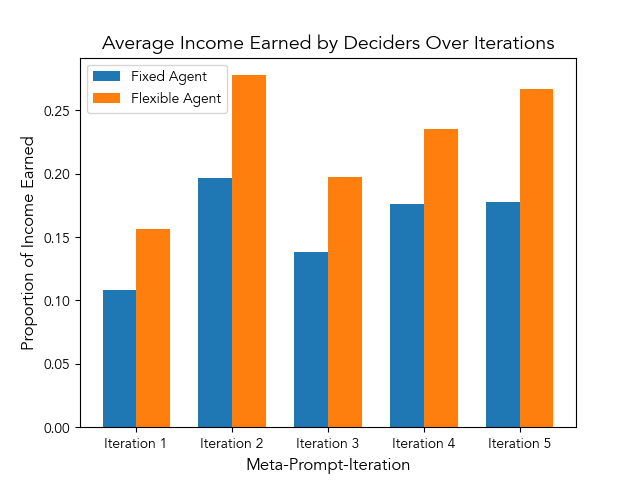 Average Income Earned by Deciders Over Iterations
Fixed Agent
Flexible Agent
Proportion of Income Earned
0.25
0.20
0.15
0.10
0.05
0.00
Iteration 1 Iteration 2 Iteration 3 Iteration 4 Iteration 5
Meta-Prompt-Iteration